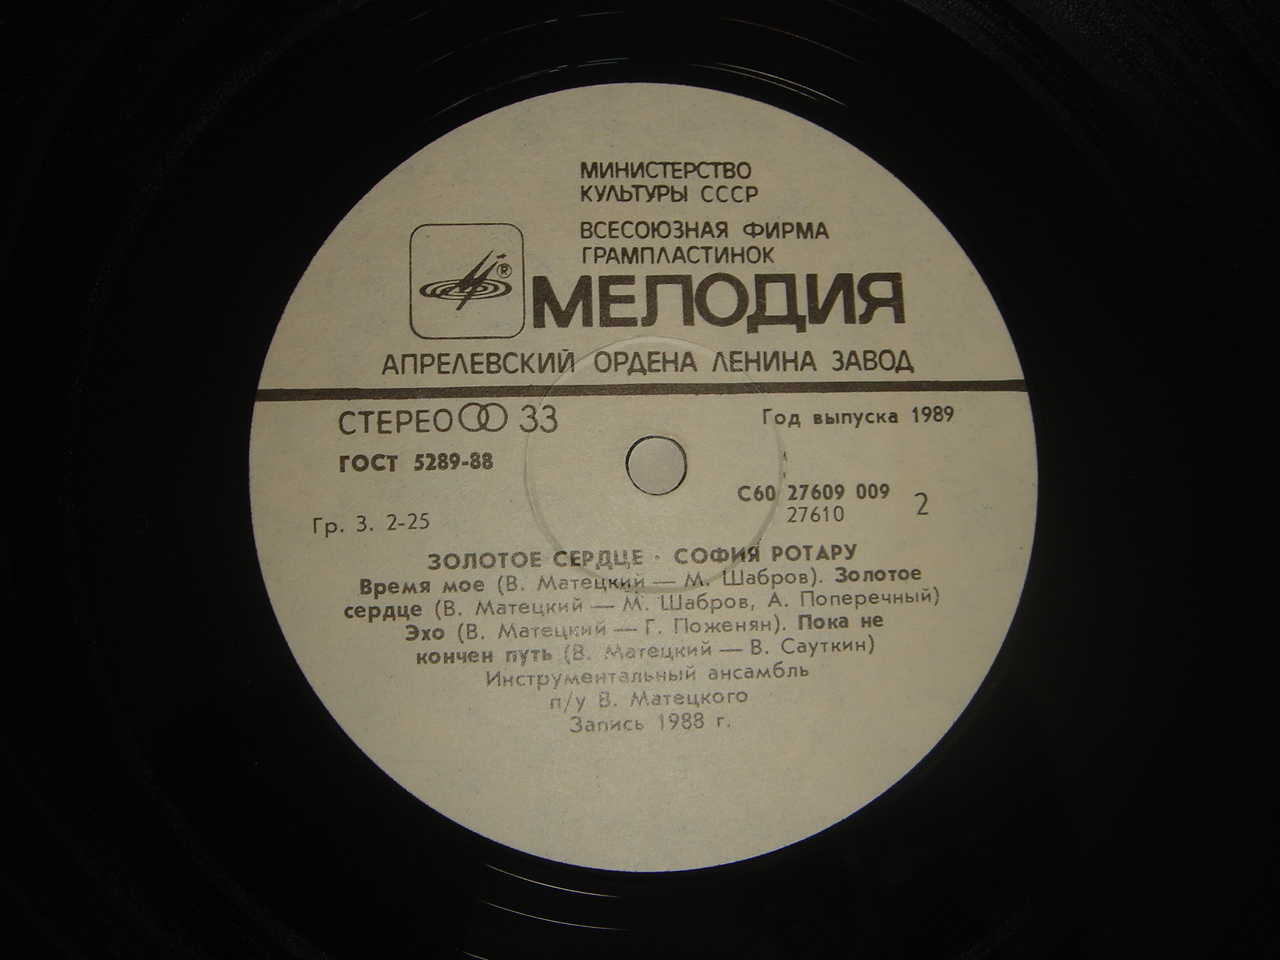 МИНИСТЕРСТВО
КУЛЬТУРЫ СССР
ВСЕСОЮЗНАЯ ФИРМА
ГРАМПЛАСТИНОК
®
МЕЛОДИЯ
АПРЕЛЕВСКИЙ ОРДЕНА ЛЕНИНА ЗАВОД
СТЕРЕО 33
Год выпуска 1989
ГОСТ 5289-88
С60 27609 009
27610
2
Гр. 3. 2-25
ЗОЛОТОЕ СЕРДЦЕ · СОФИЯ РОТАРУ
Время мое (В. Матецкий — М. Шабров). Золотое
сердце (В. Матецкий — М. Шабров, А. Поперечный)
Эхо (В. Матецкий — Г. Поженян). Пока не
кончен путь (В. Матецкий — В. Сауткин)
Инструментальный ансамбль
п/у В. Матецкого
Запись 1988 г.